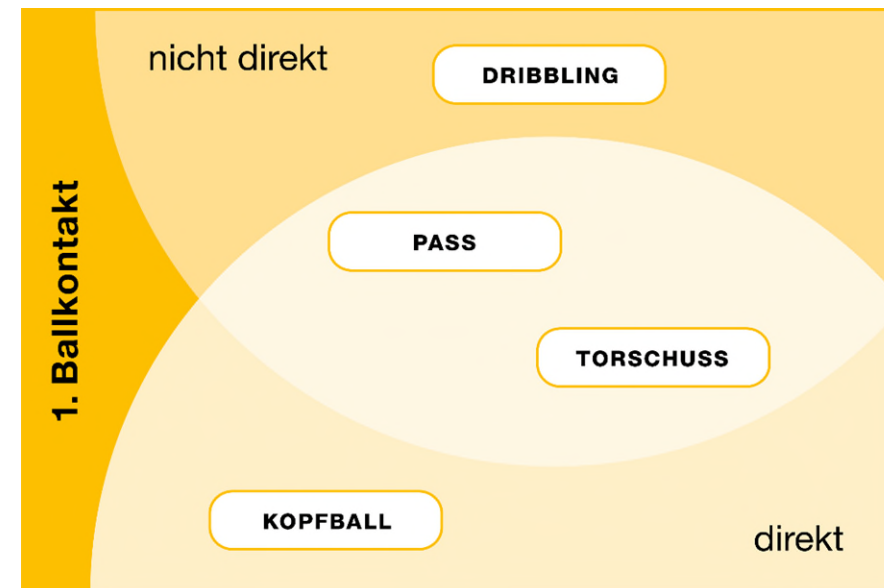 nicht direkt
DRIBBLING
1. Ballkontakt
PASS
TORSCHUSS
KOPFBALL
direkt